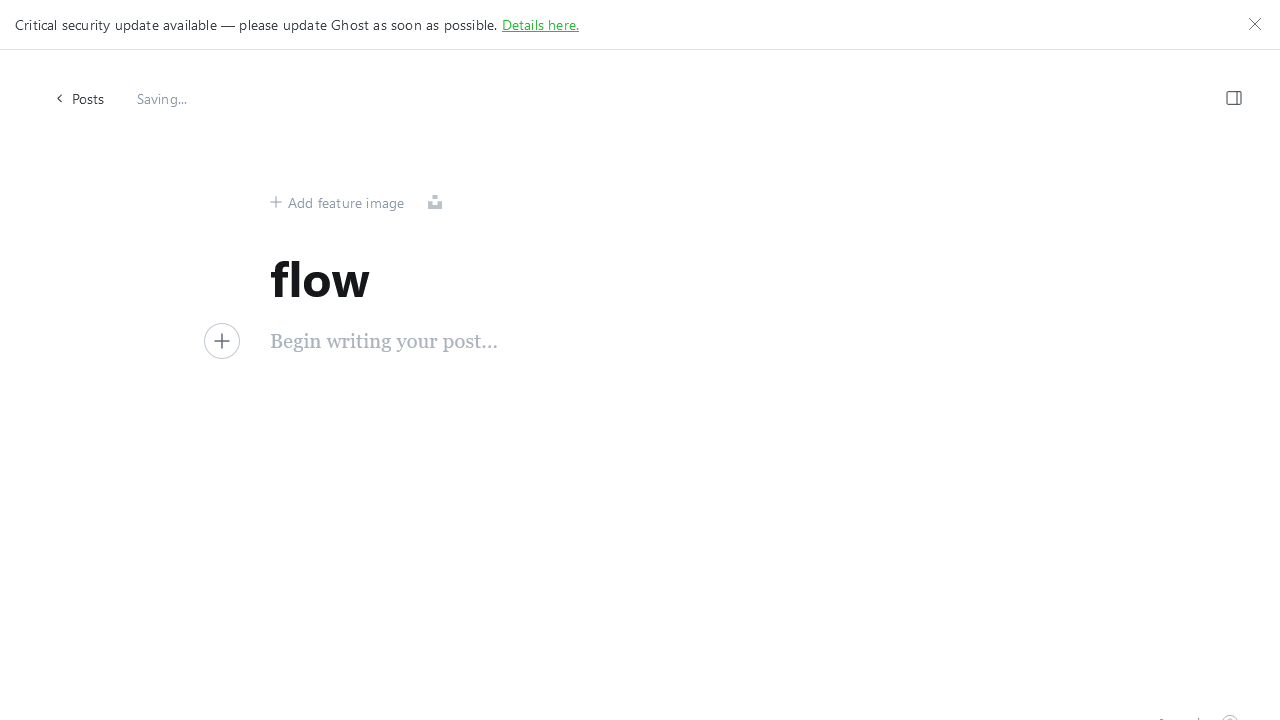 Critical security update available — please update Ghost as soon as possible. Details here.
Posts
Saving...
Add feature image
flow
Begin writing your post...